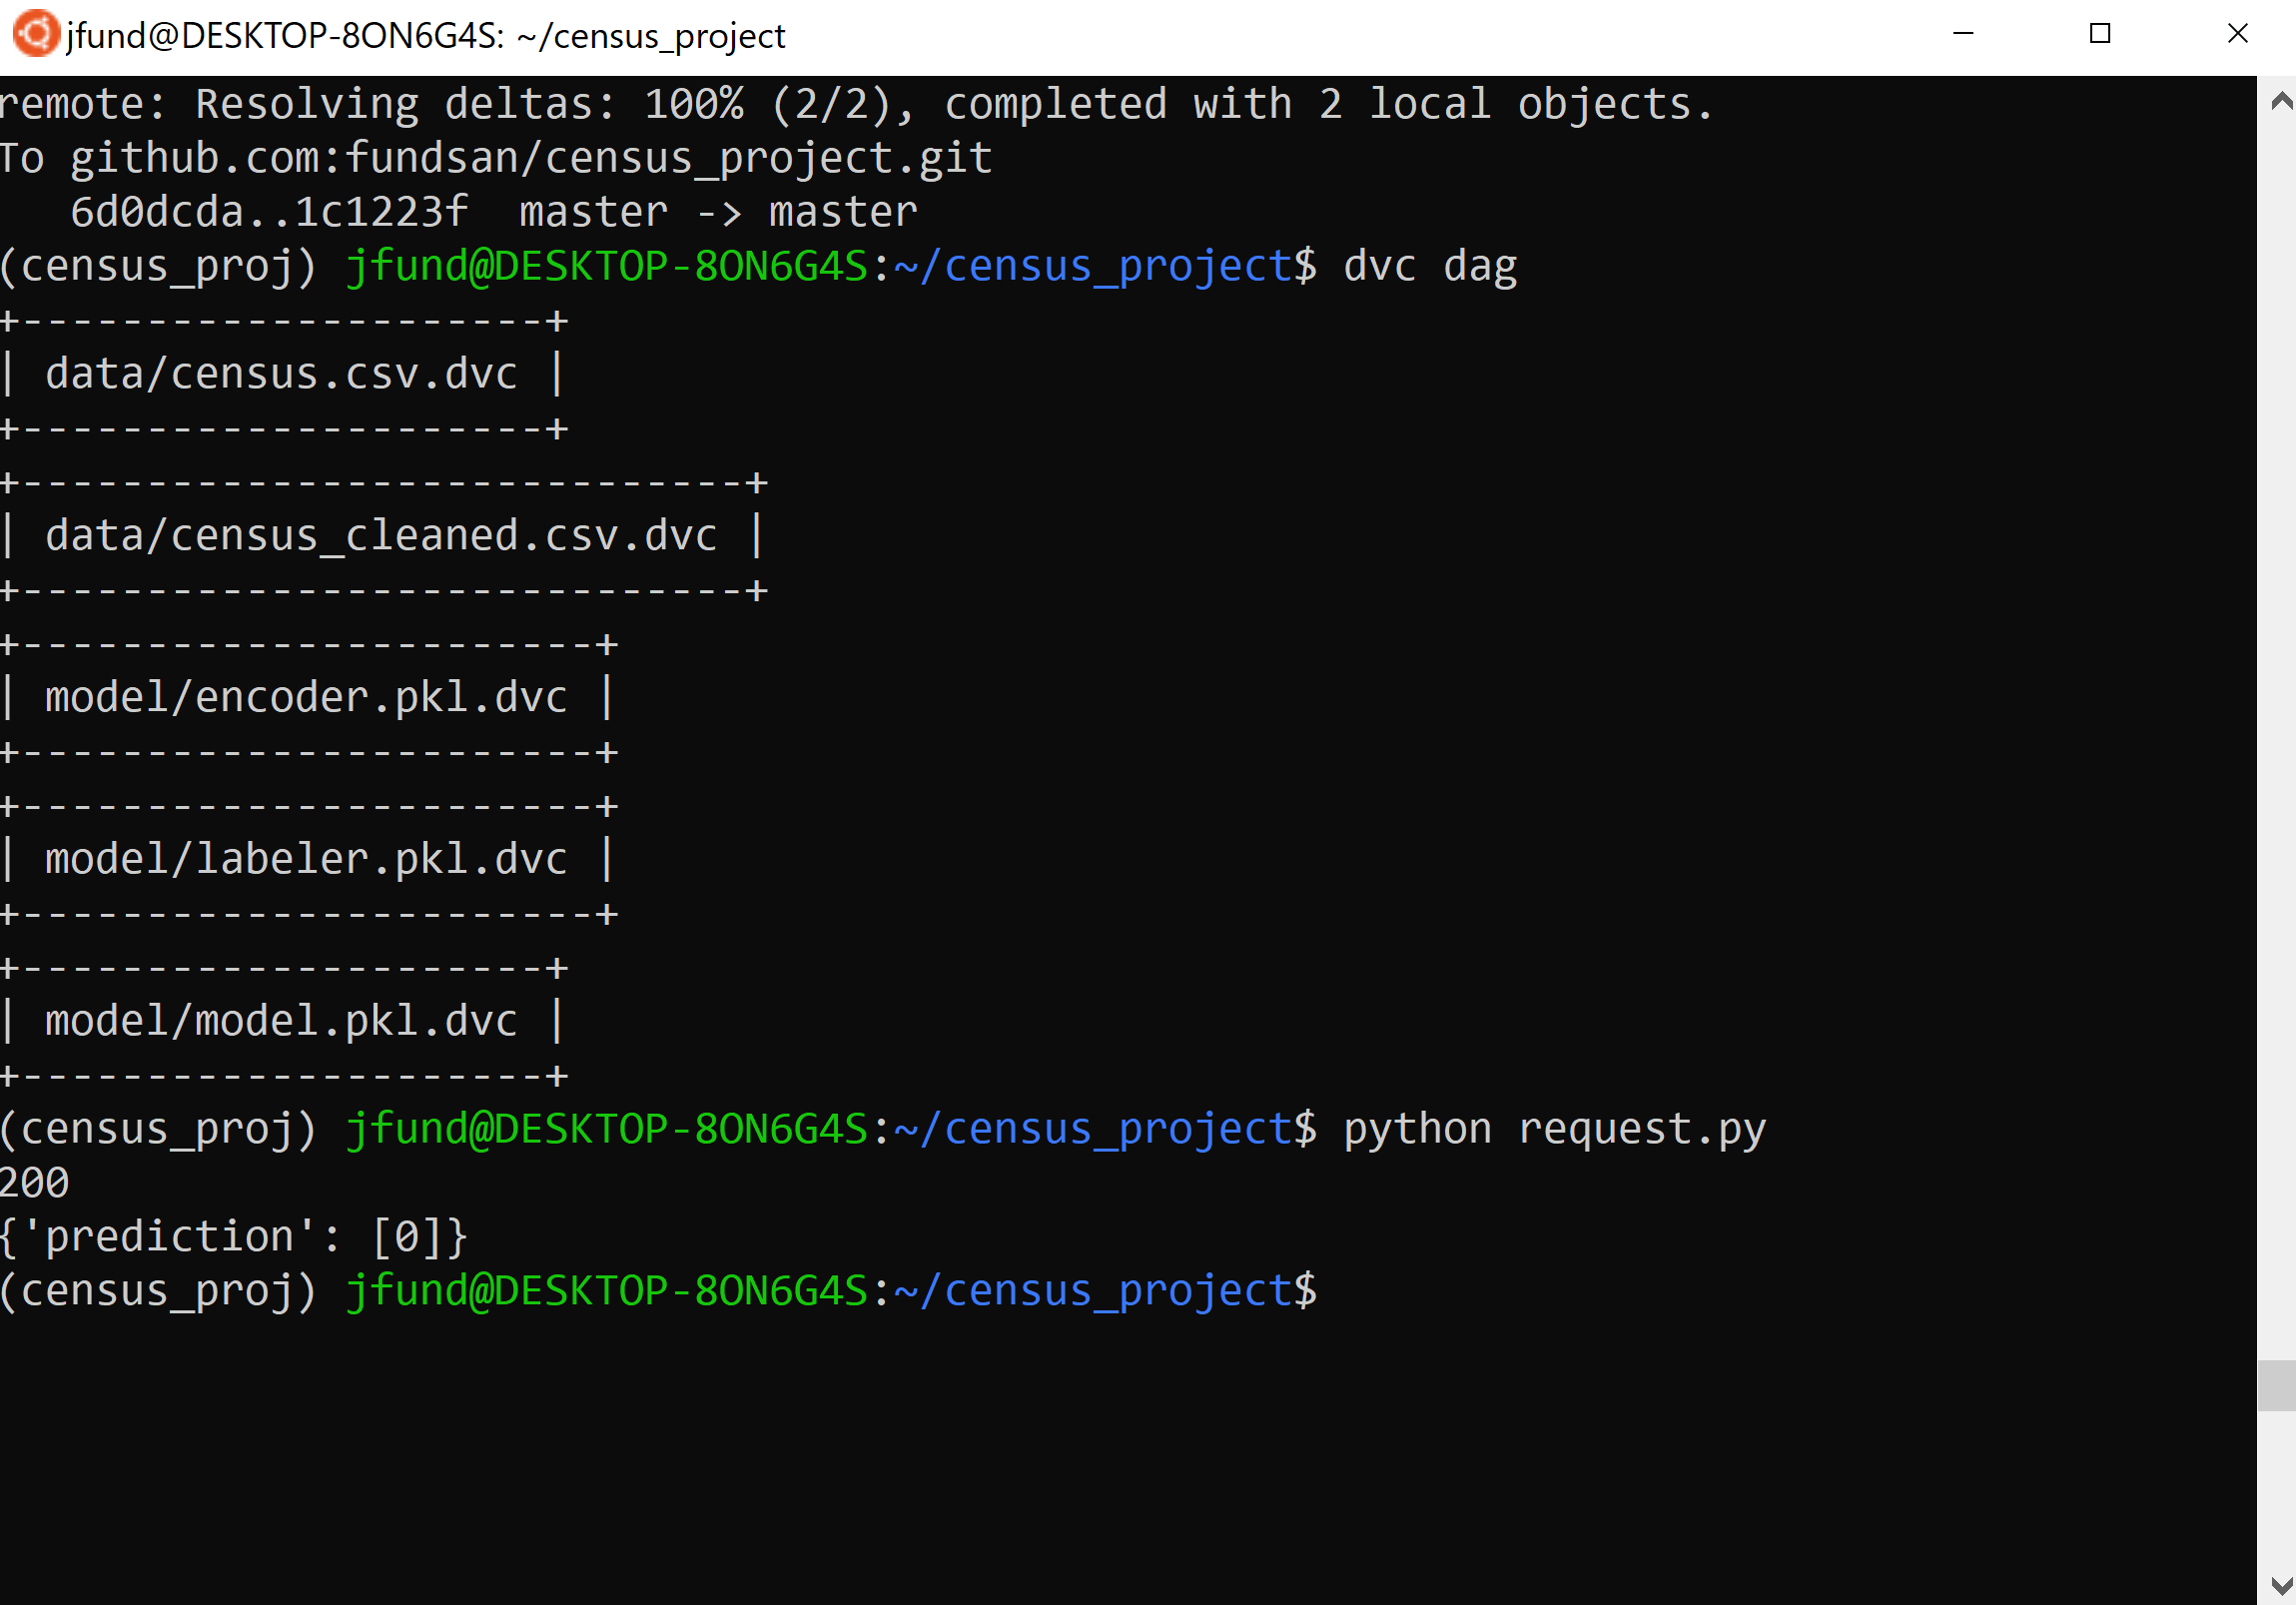 jfund@DESKTOP-8ON6G4S: ~/census_project
remote: Resolving deltas: 100% (2/2), completed with 2 local objects.
To github.com:fundsan/census_project.git
   6d0dcda..1c1223f  master -> master
(census_proj) jfund@DESKTOP-8ON6G4S:~/census_project$ dvc dag
+---------------------+
| data/census.csv.dvc |
+---------------------+
+-----------------------------+
| data/census_cleaned.csv.dvc |
+-----------------------------+
+-----------------------+
| model/encoder.pkl.dvc |
+-----------------------+
+-----------------------+
| model/labeler.pkl.dvc |
+-----------------------+
+---------------------+
| model/model.pkl.dvc |
+---------------------+
(census_proj) jfund@DESKTOP-8ON6G4S:~/census_project$ python request.py
200
{'prediction': [0]}
(census_proj) jfund@DESKTOP-8ON6G4S:~/census_project$